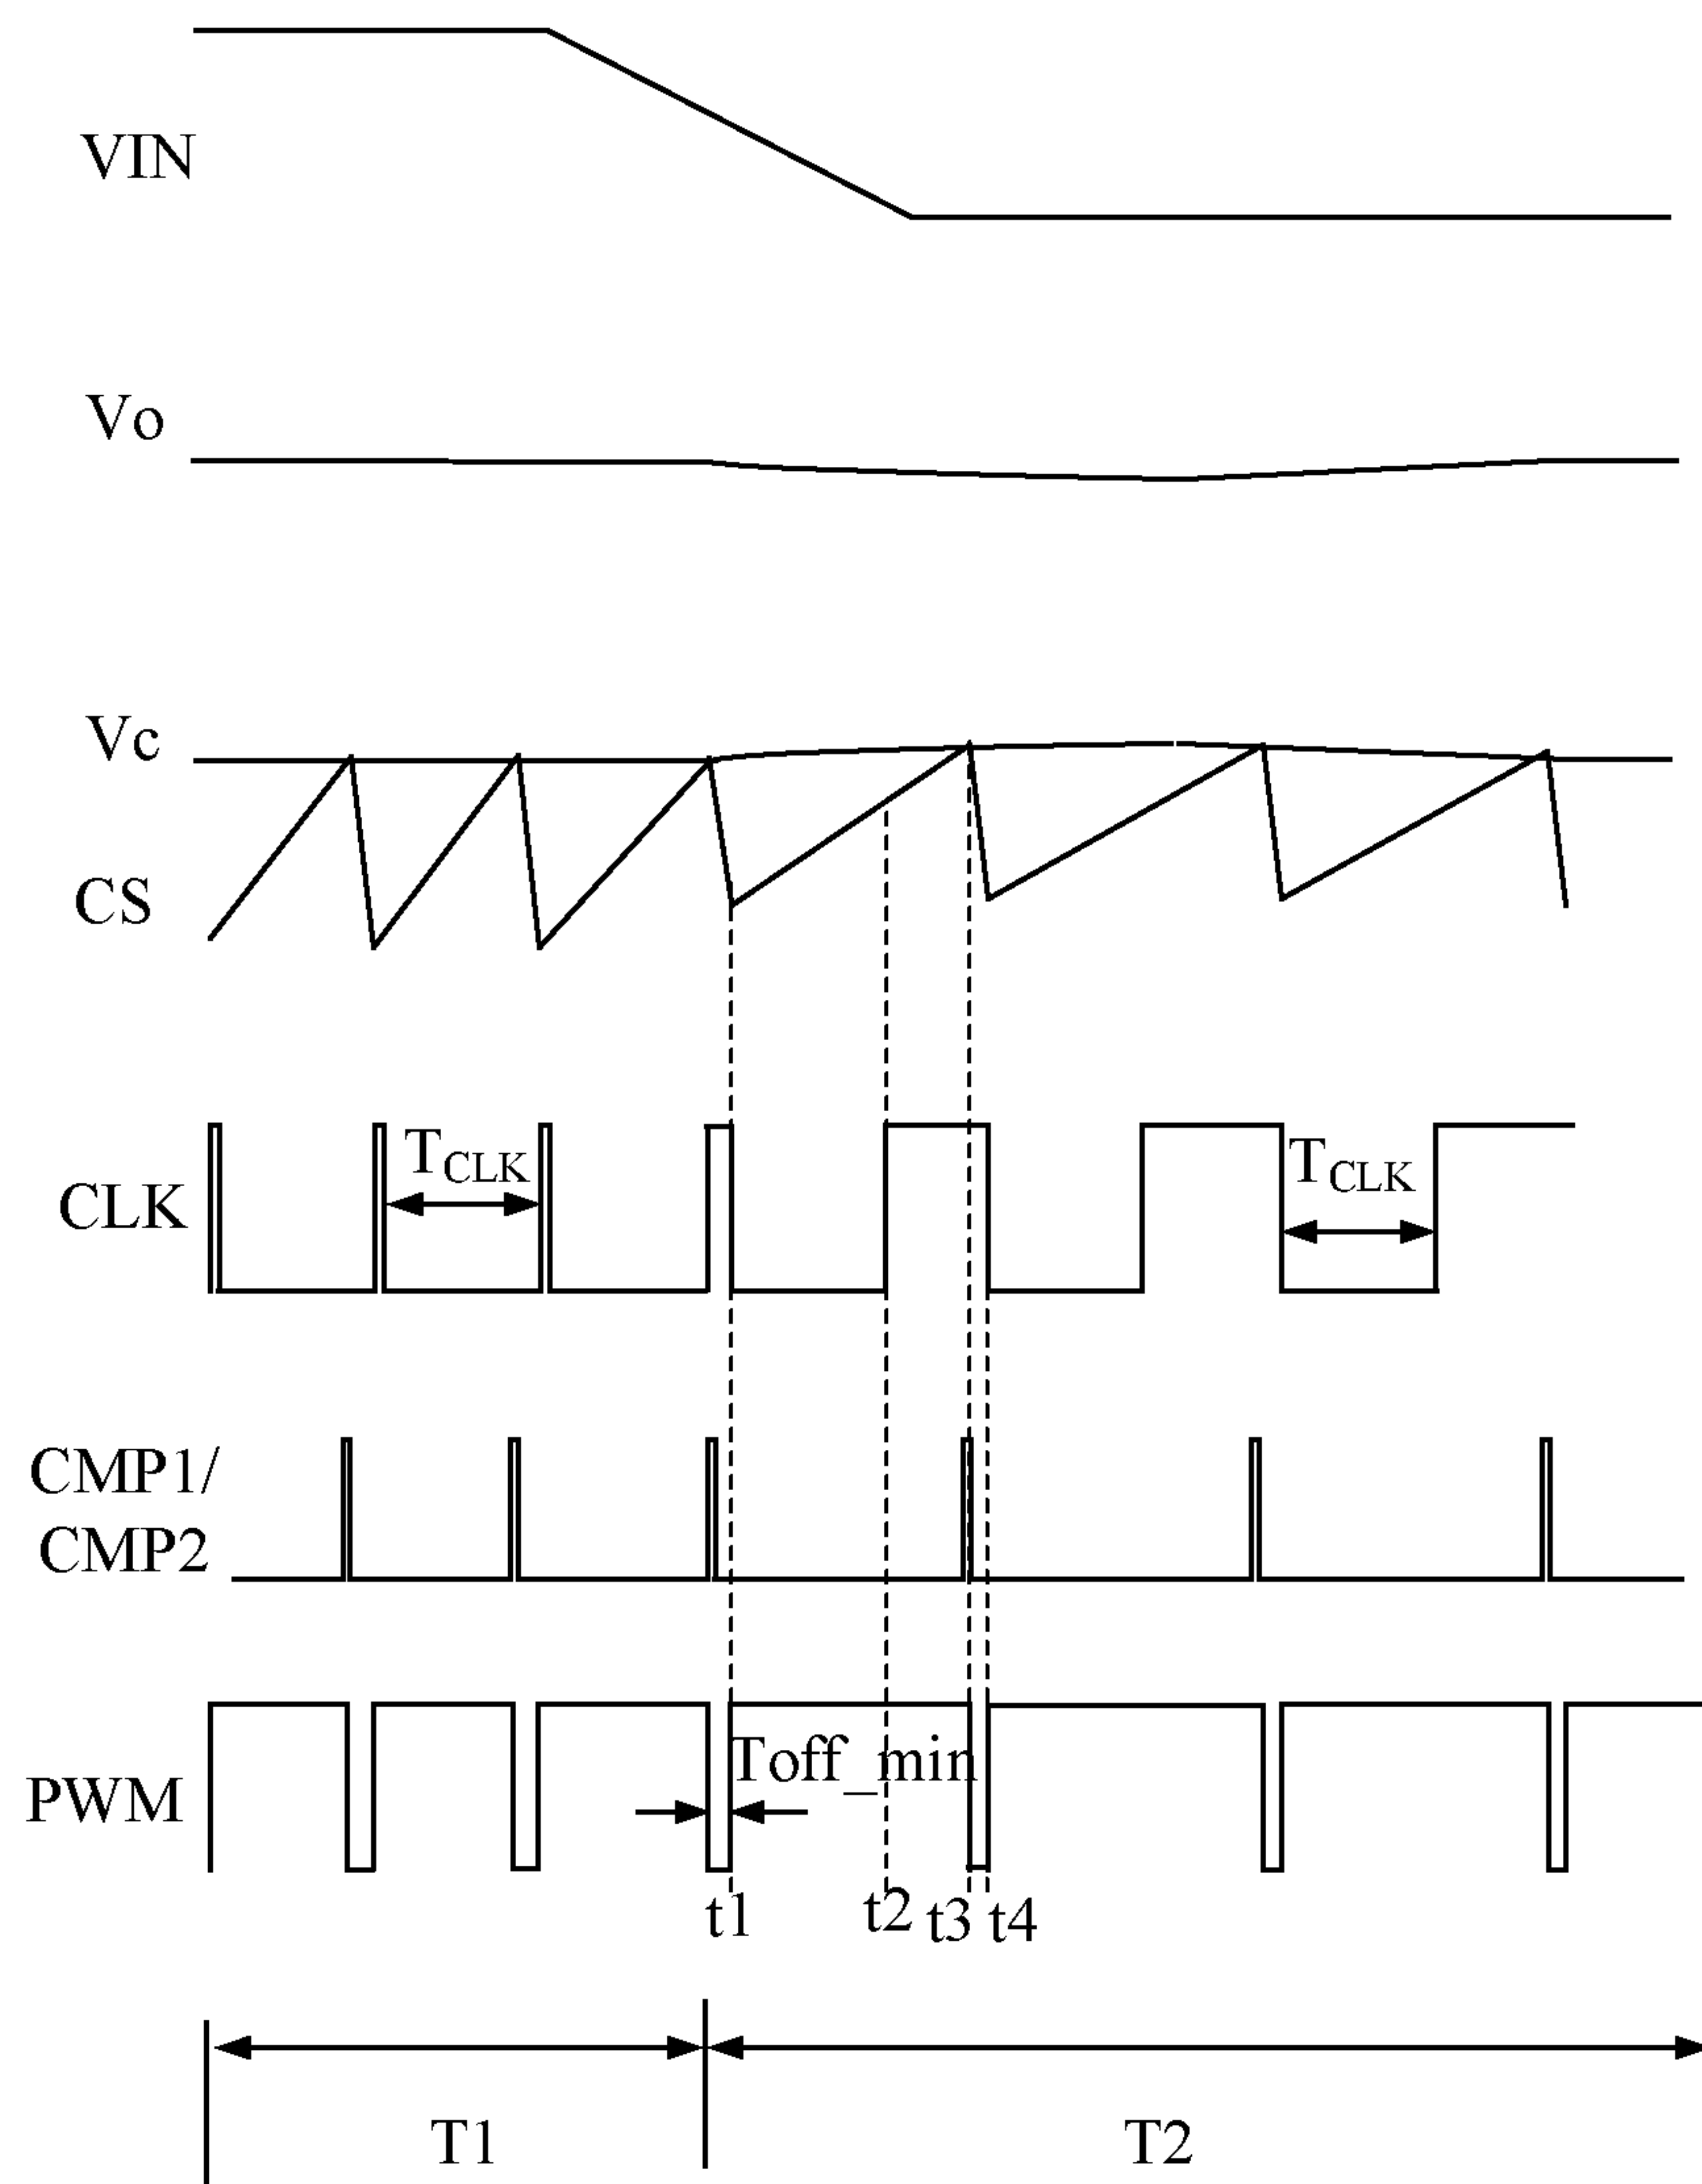 VIN
Vo
Vc
CS
TCLK
TCLK
CLK
CMP1/
CMP2
Toff_min
PWM
t1 t2 t3 t4
T1 T2